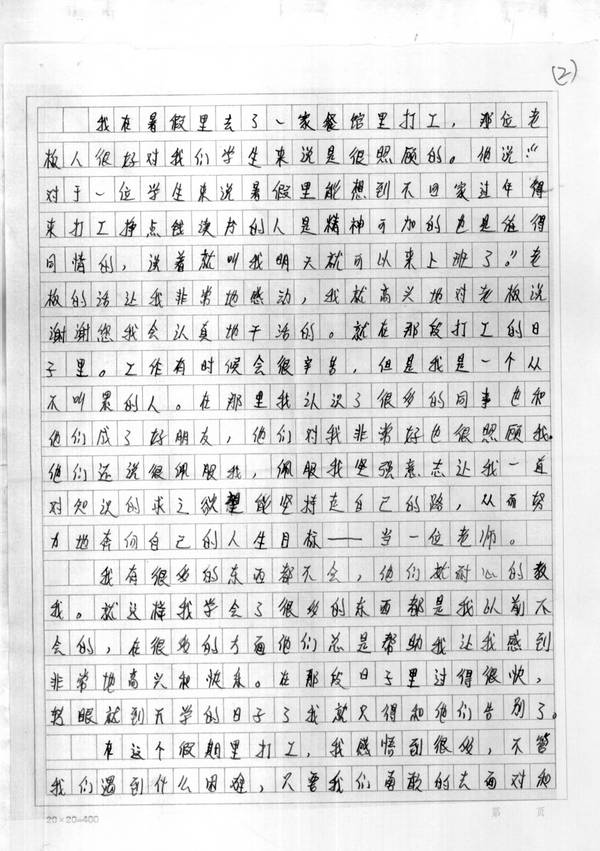 (2)
我在暑假里去了一家餐馆里打工，那位老
板人很好对我们学生来说是很照顾的。他说“
对于一位学生来说暑假里能想到不回家过年得
来打工挣点钱读书的人是精神可加的也是值得
同情的，说着就叫我明天就可以来上班了。”老
板的话让我非常地感动，我就高兴地对老板说
谢谢您我会认真地干活的。就在那段打工的日
子里。工作有时候会很辛苦，但是我是一个从
不叫累的人。在那里我认识了很多的同事也和
他们成了好朋友，他们对我非常好也很照顾我。
他们还说很佩服我，佩服我坚强意志让我一直
对知识的求之欲望能坚持走自己的路，从而努
力地奔向自己的人生目标——当一位老师。
我有很多的东西都不会，他们就耐心的教
我。就这样我学会了很多的东西都是我以前不
会的，在很多的方面他们总是帮助我让我感到
非常地高兴和快乐。在那段日子里过得很快，
转眼就到开学的日子了我就只得和他们告别了。
在这个假期里打工，我感悟到很多，不管
我们遇到什么困难，只要我们勇敢的去面对和
20×20=400
第 页